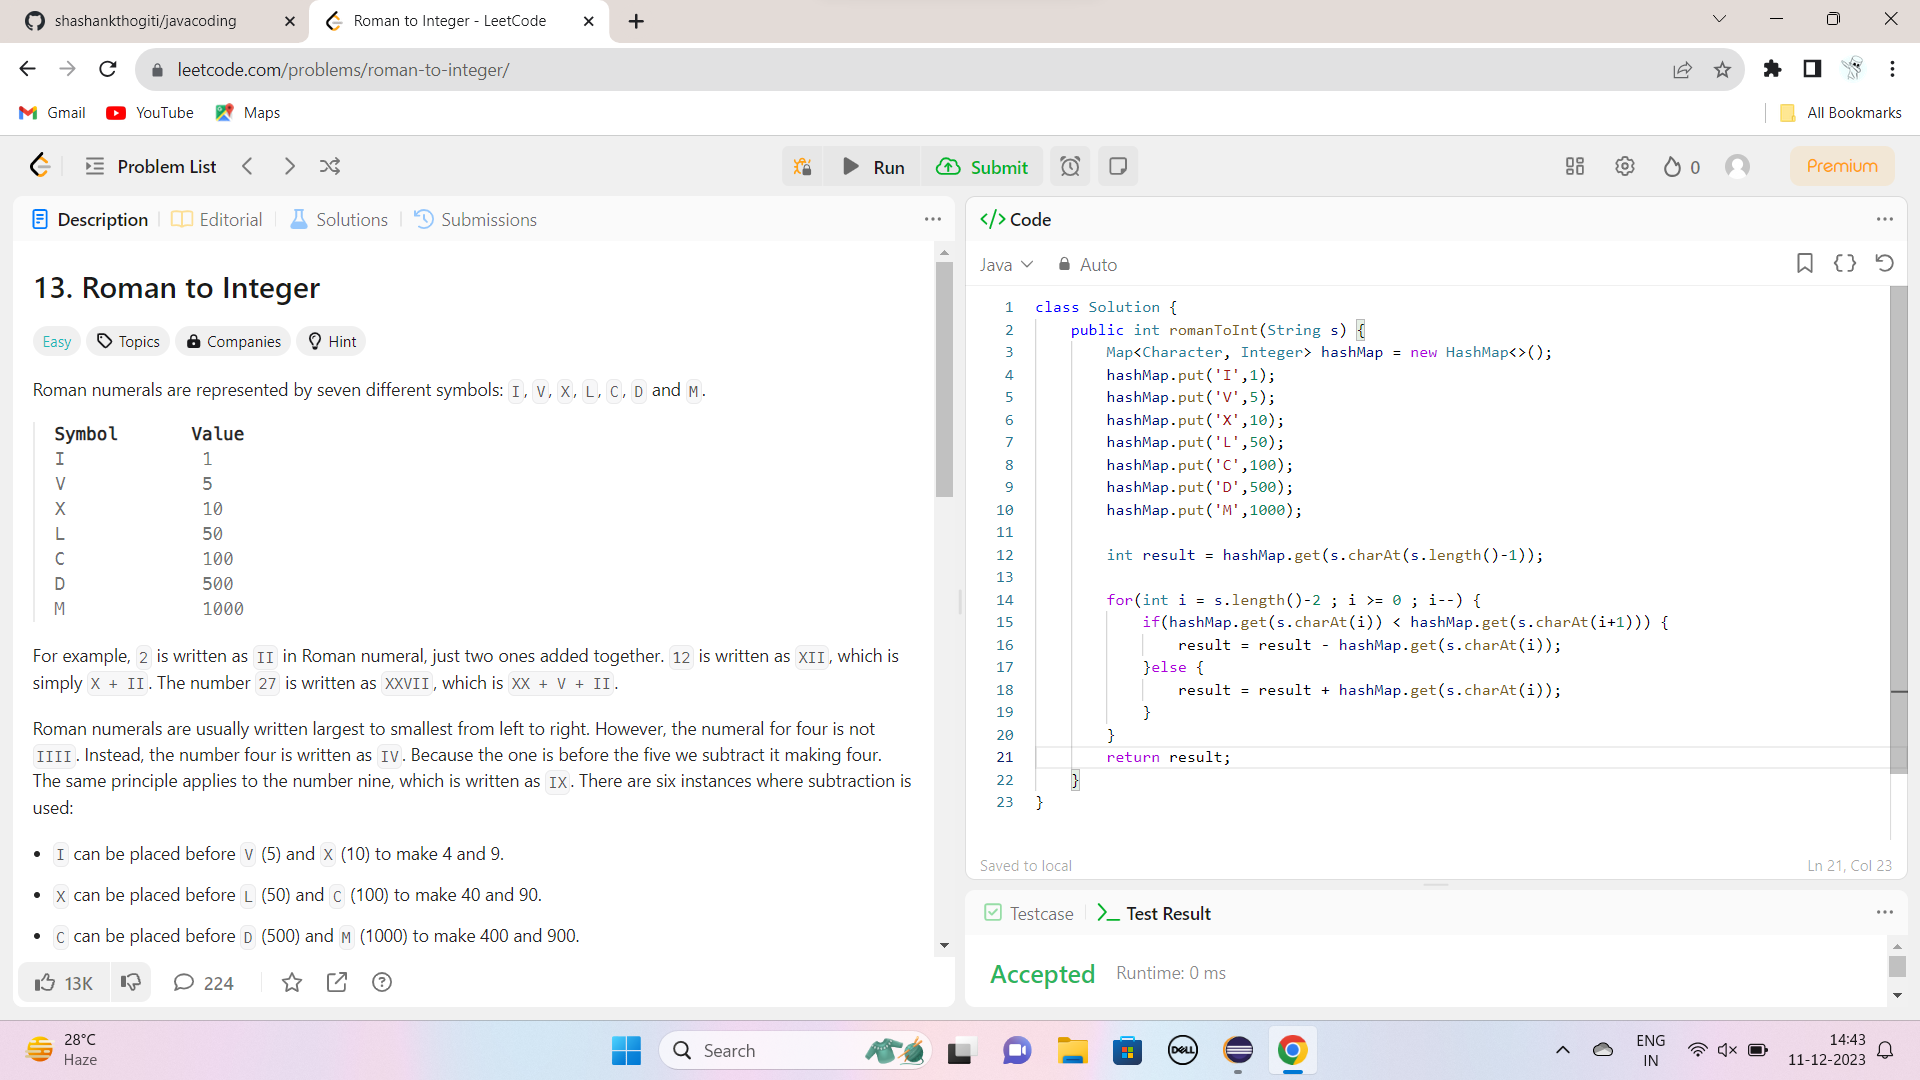 shashankthogiti/javacoding
Roman to Integer - LeetCode
leetcode.com/problems/roman-to-integer/
Gmail YouTube Maps All Bookmarks
Problem List Run Submit 0 Premium
Description Editorial Solutions Submissions
13. Roman to Integer
Easy Topics Companies Hint
Roman numerals are represented by seven different symbols: I, V, X, L, C, D and M.
Symbol Value
I 1
V 5
X 10
L 50
C 100
D 500
M 1000
For example, 2 is written as II in Roman numeral, just two ones added together. 12 is written as XII, which is
simply X + II. The number 27 is written as XXVII, which is XX + V + II.
Roman numerals are usually written largest to smallest from left to right. However, the numeral for four is not
IIII. Instead, the number four is written as IV. Because the one is before the five we subtract it making four.
The same principle applies to the number nine, which is written as IX. There are six instances where subtraction is
used:
• I can be placed before V (5) and X (10) to make 4 and 9.
• X can be placed before L (50) and C (100) to make 40 and 90.
• C can be placed before D (500) and M (1000) to make 400 and 900.
13K 224
</> Code
Java Auto
1 class Solution {
2 public int romanToInt(String s) {
3 Map<Character, Integer> hashMap = new HashMap<>();
4 hashMap.put('I',1);
5 hashMap.put('V',5);
6 hashMap.put('X',10);
7 hashMap.put('L',50);
8 hashMap.put('C',100);
9 hashMap.put('D',500);
10 hashMap.put('M',1000);
11
12 int result = hashMap.get(s.charAt(s.length()-1));
13
14 for(int i = s.length()-2 ; i >= 0 ; i--) {
15 if(hashMap.get(s.charAt(i)) < hashMap.get(s.charAt(i+1))) {
16 result = result - hashMap.get(s.charAt(i));
17 }else {
18 result = result + hashMap.get(s.charAt(i));
19 }
20 }
21 return result;
22 }
23 }
Saved to local Ln 21, Col 23
Testcase Test Result
Accepted Runtime: 0 ms
28°C
Haze
Search
DELL
ENG
IN
14:43
11-12-2023